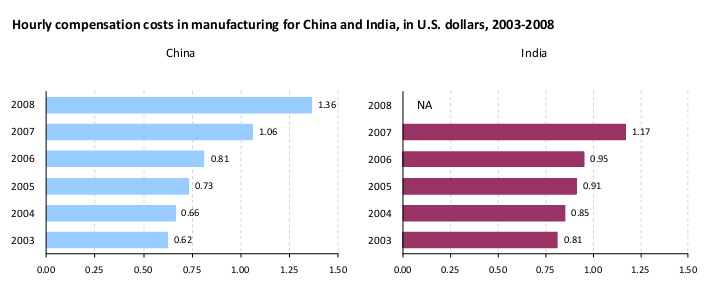 Hourly compensation costs in manufacturing for China and India, in U.S. dollars, 2003-2008
China
2008 1.36
2007 1.06
2006 0.81
2005 0.73
2004 0.66
2003 0.62
0.00 0.25 0.50 0.75 1.00 1.25 1.50
India
2008 NA
2007 1.17
2006 0.95
2005 0.91
2004 0.85
2003 0.81
0.00 0.25 0.50 0.75 1.00 1.25 1.50